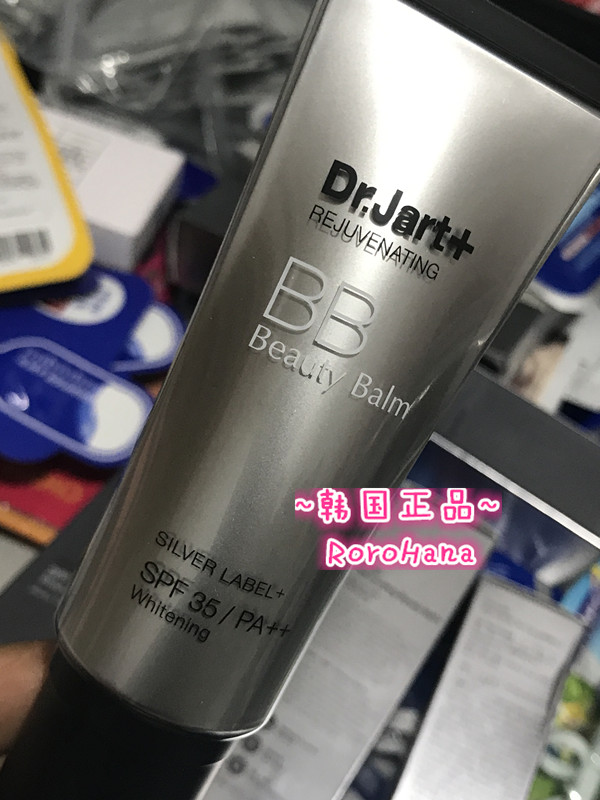 Dr.Jart+
REJUVENATING
BB
Beauty Balm
SILVER LABEL+
SPF 35 / PA++
Whitening
~韩国正品~
RoroHana